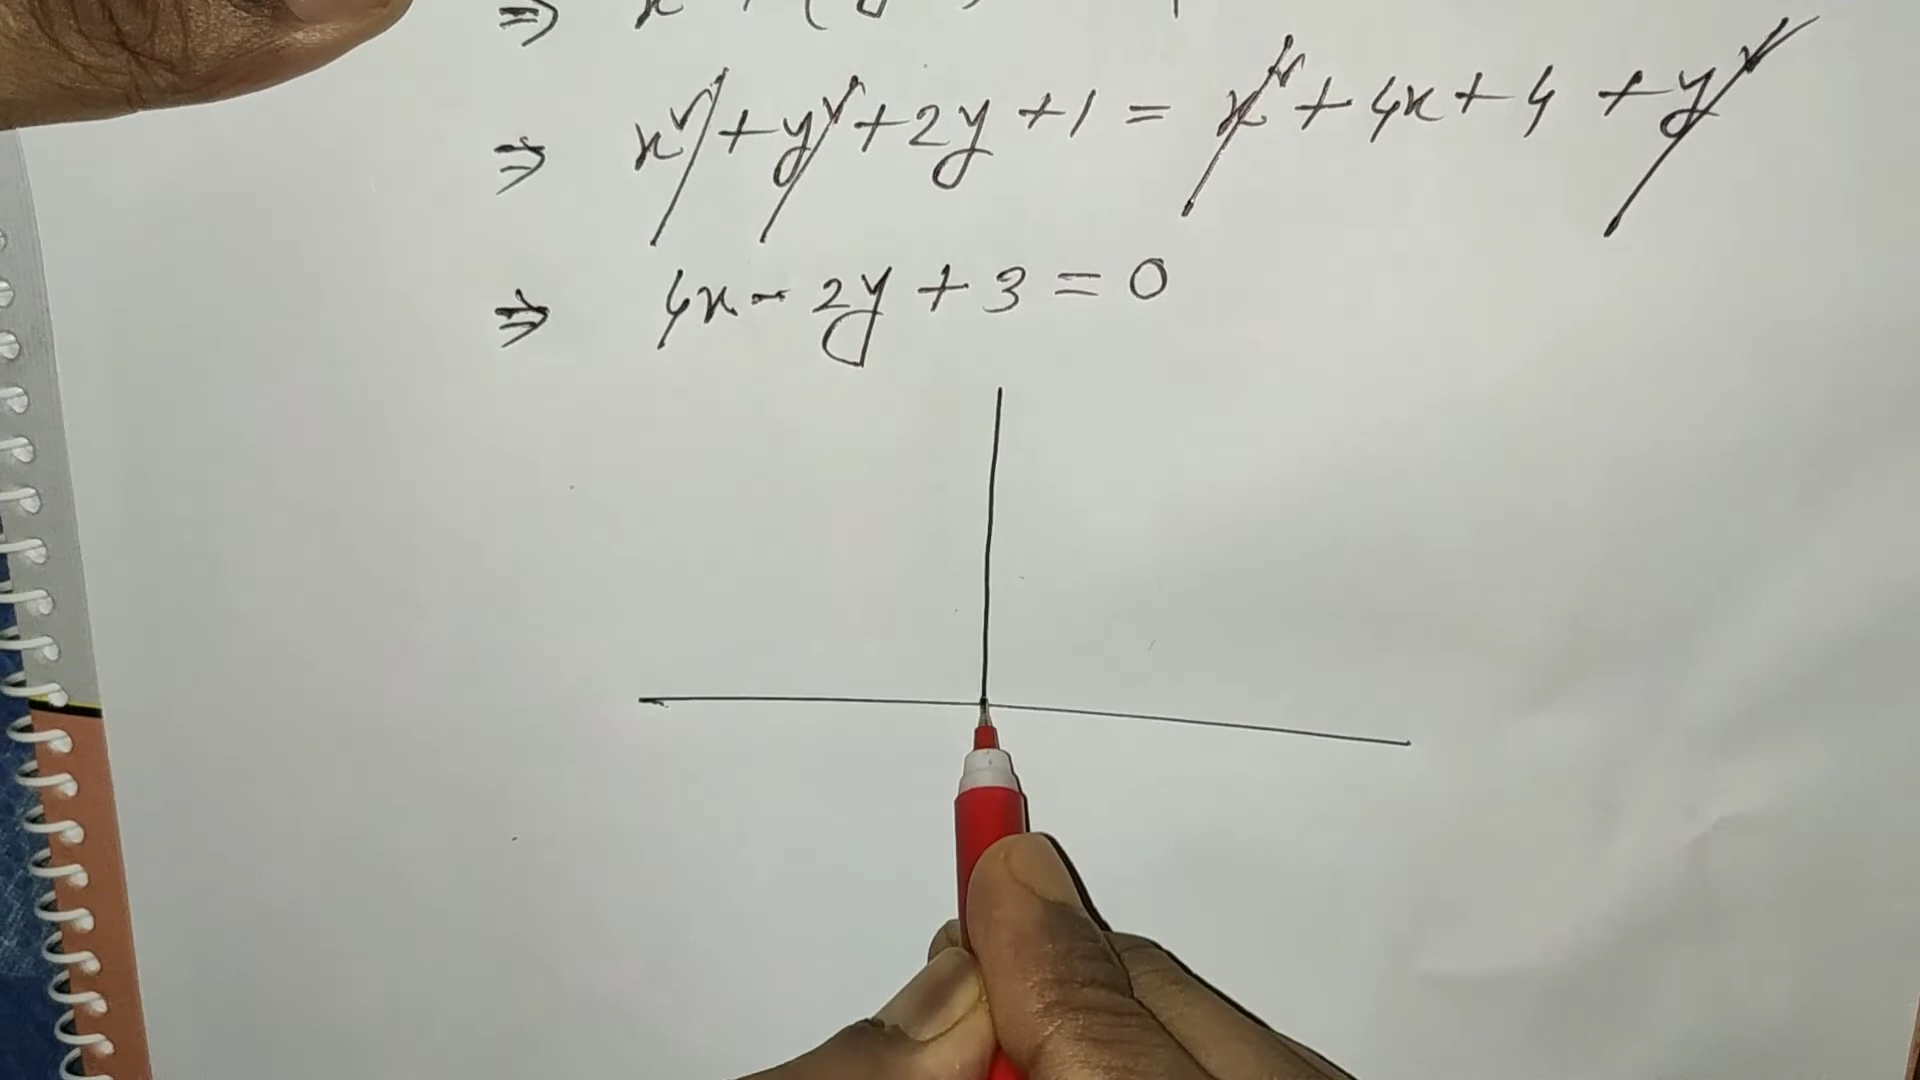 ⇒ x² + y² + 2y + 1 = x² + 4x + 4 + y²
⇒ 4x - 2y + 3 = 0